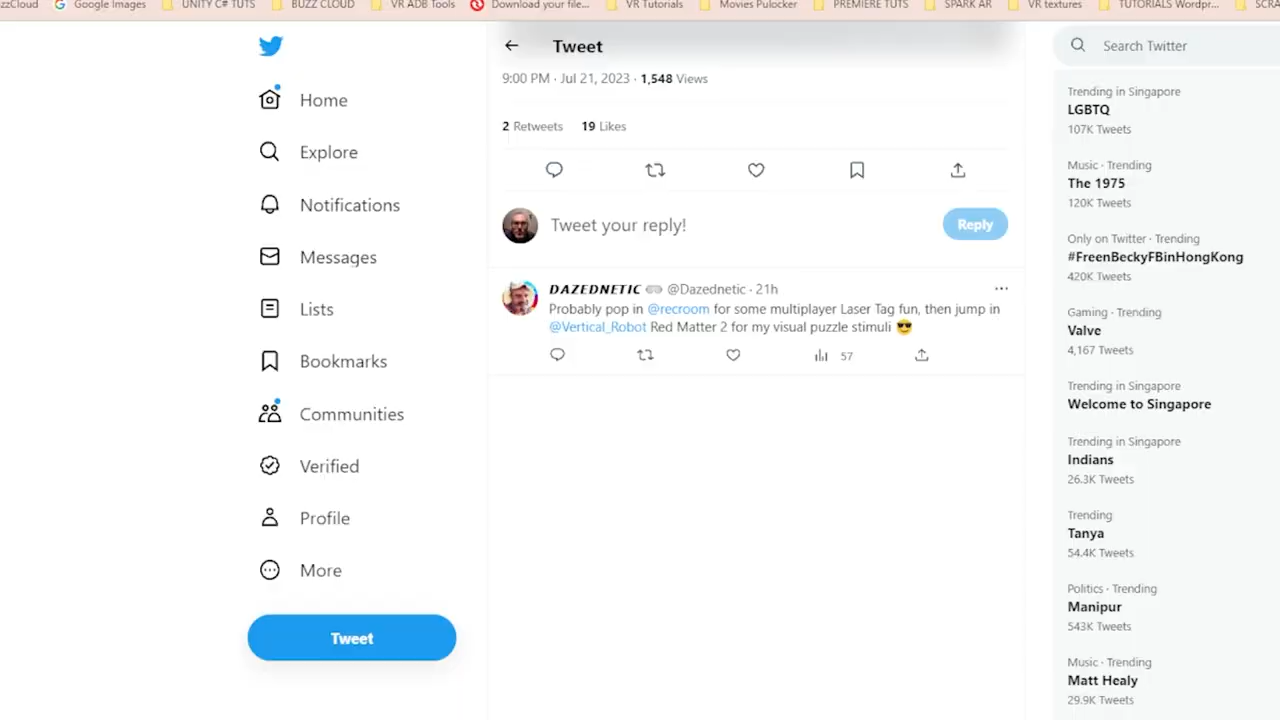 zzCloud Google Images UNITY C# TUTS BUZZ CLOUD VR ADB Tools Download your file... VR Tutorials Movies Pulocker PREMIERE TUTS SPARK AR VR textures TUTORIALS Wordpr... SCRA
Tweet
Search Twitter
9:00 PM · Jul 21, 2023 · 1,548 Views
2 Retweets 19 Likes
Tweet your reply!
Reply
DAZEDNETIC @Dazednetic · 21h
Probably pop in @recroom for some multiplayer Laser Tag fun, then jump in
@Vertical_Robot Red Matter 2 for my visual puzzle stimuli 😎
57
Home
Explore
Notifications
Messages
Lists
Bookmarks
Communities
Verified
Profile
More
Tweet
Trending in Singapore
LGBTQ
107K Tweets
Music · Trending
The 1975
120K Tweets
Only on Twitter · Trending
#FreenBeckyFBinHongKong
420K Tweets
Gaming · Trending
Valve
4,167 Tweets
Trending in Singapore
Welcome to Singapore
Trending in Singapore
Indians
26.3K Tweets
Trending
Tanya
54.4K Tweets
Politics · Trending
Manipur
543K Tweets
Music · Trending
Matt Healy
29.9K Tweets